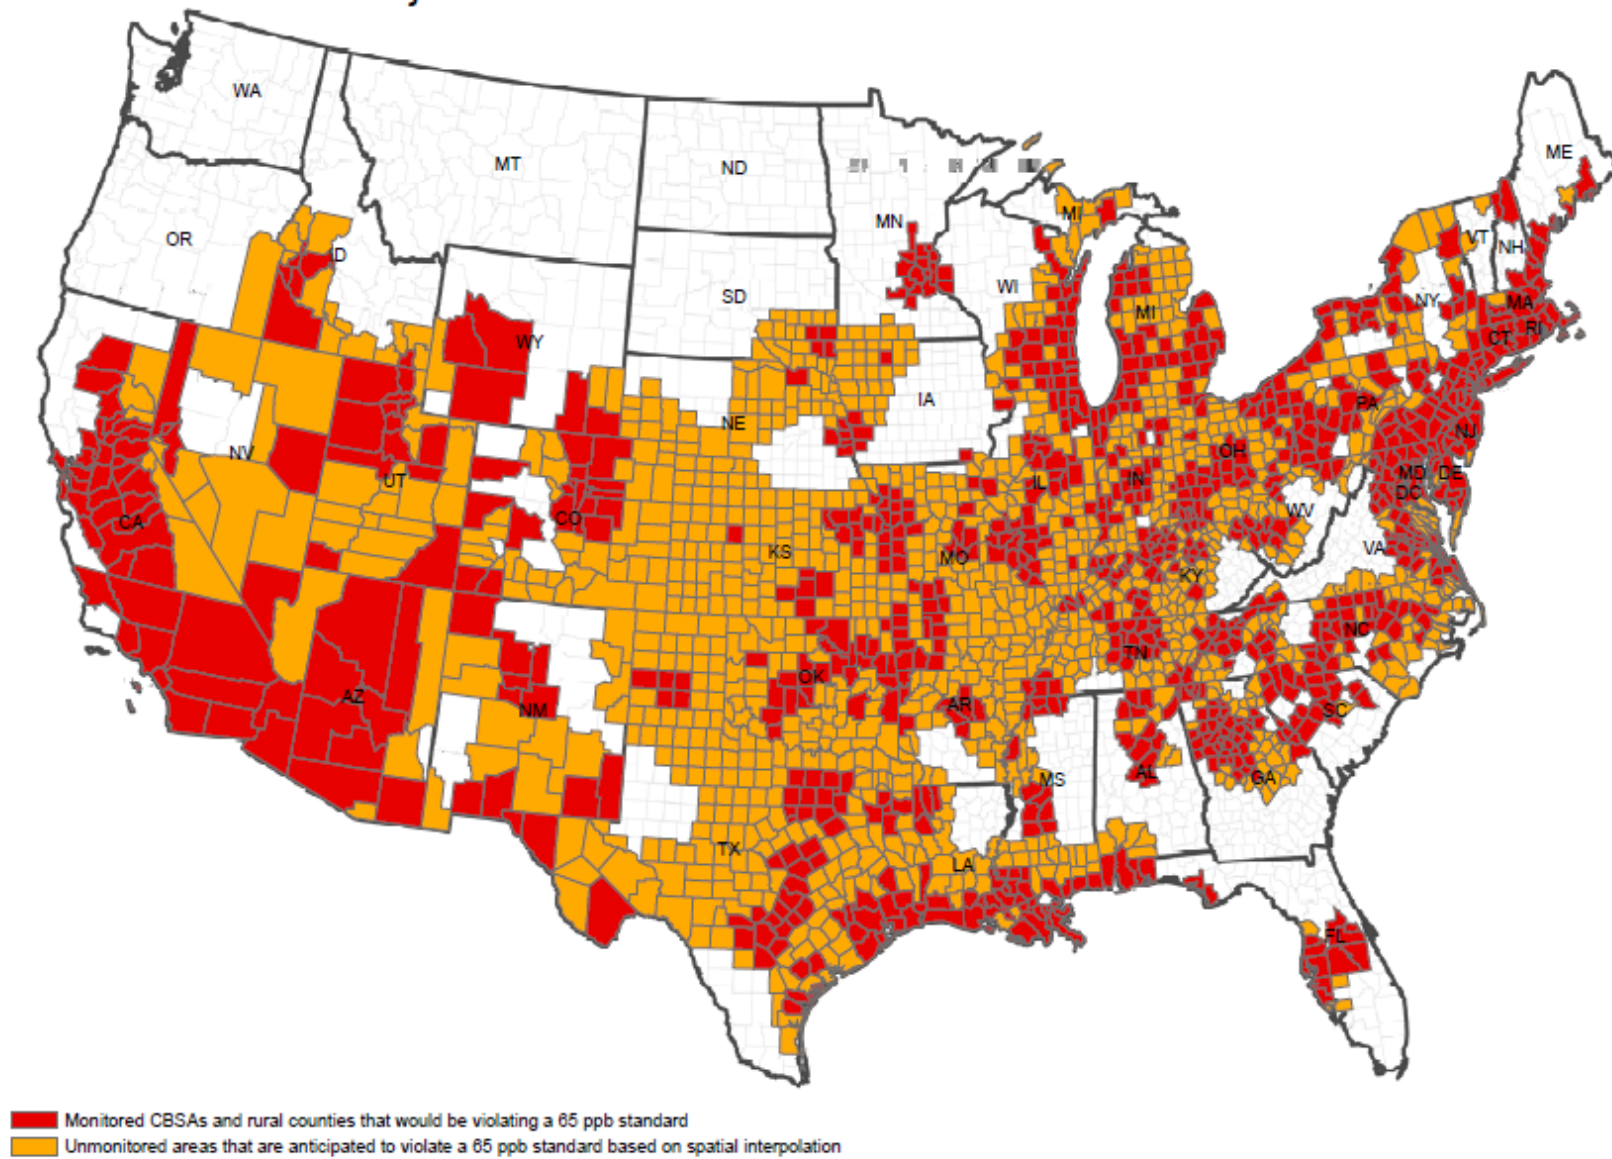 WA
MT
ND
ME
OR
MN
MI
VT
NH
ID
SD
WI
NY
MA
WY
MI
CT
RI
IA
PA
NE
NJ
NV
OH
UT
IL
IN
MD
DE
DC
CO
WV
CA
KS
MO
VA
KY
NC
TN
OK
AZ
AR
NM
SC
MS
AL
GA
TX
LA
FL
Monitored CBSAs and rural counties that would be violating a 65 ppb standard
Unmonitored areas that are anticipated to violate a 65 ppb standard based on spatial interpolation